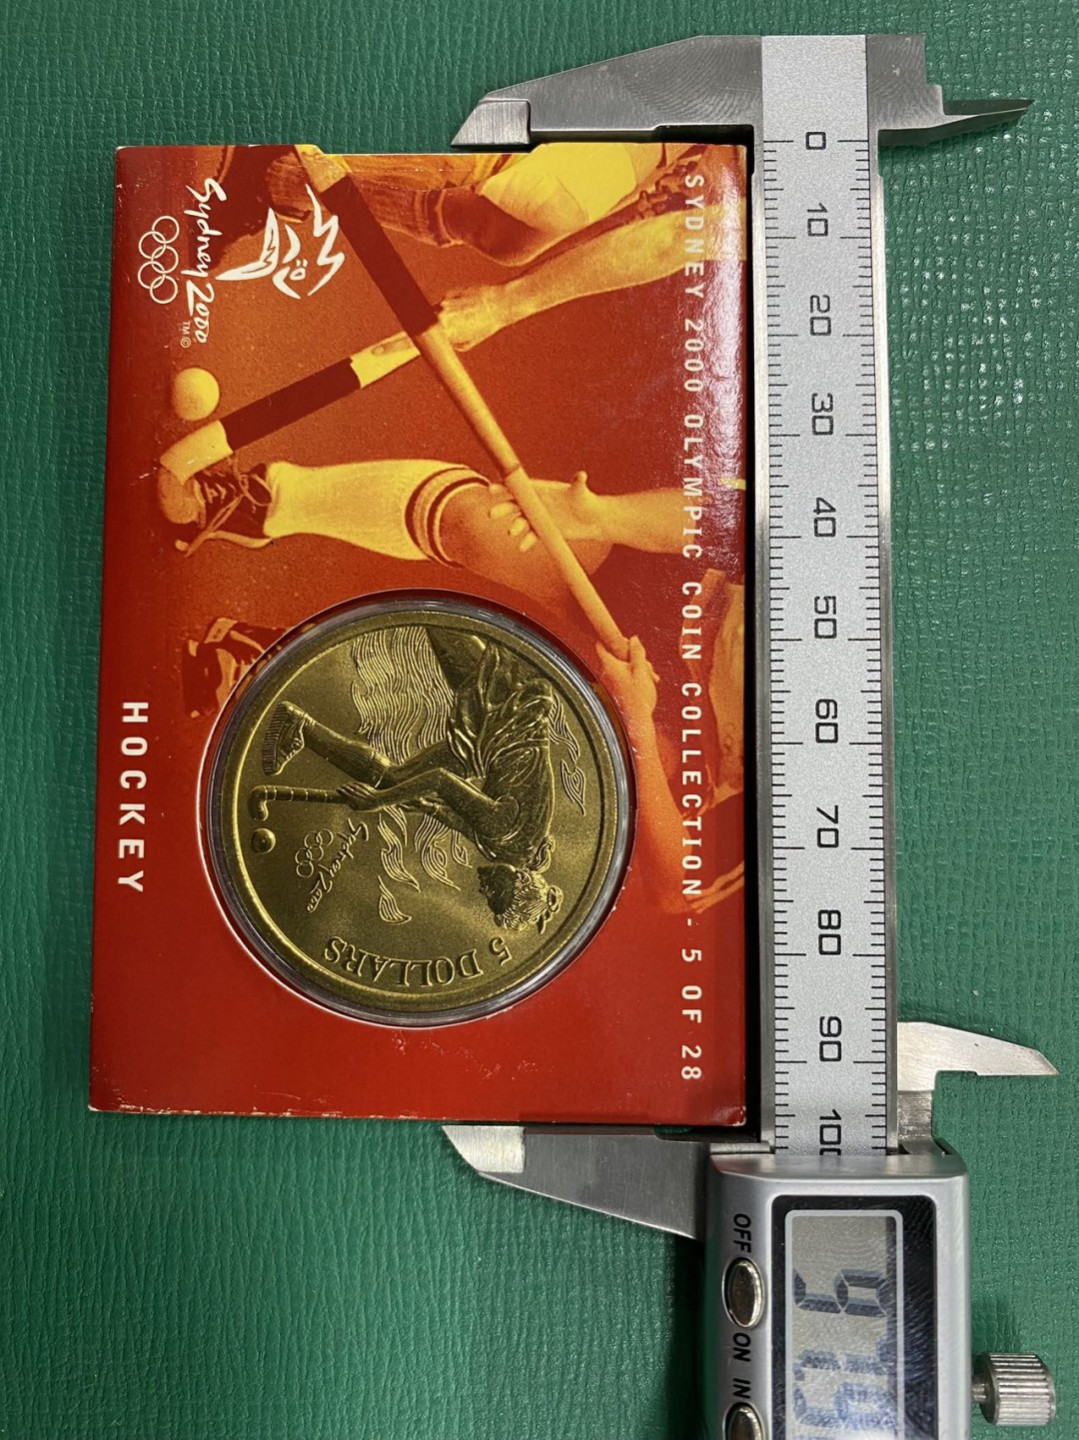 SYDNEY 2000 OLYMPIC COIN COLLECTION - 5 OF 28
Sydney 2000
TM ©
HOCKEY
Sydney 2000
5 DOLLARS
0
10
20
30
40
50
60
70
80
90
100
OFF
ON
IN